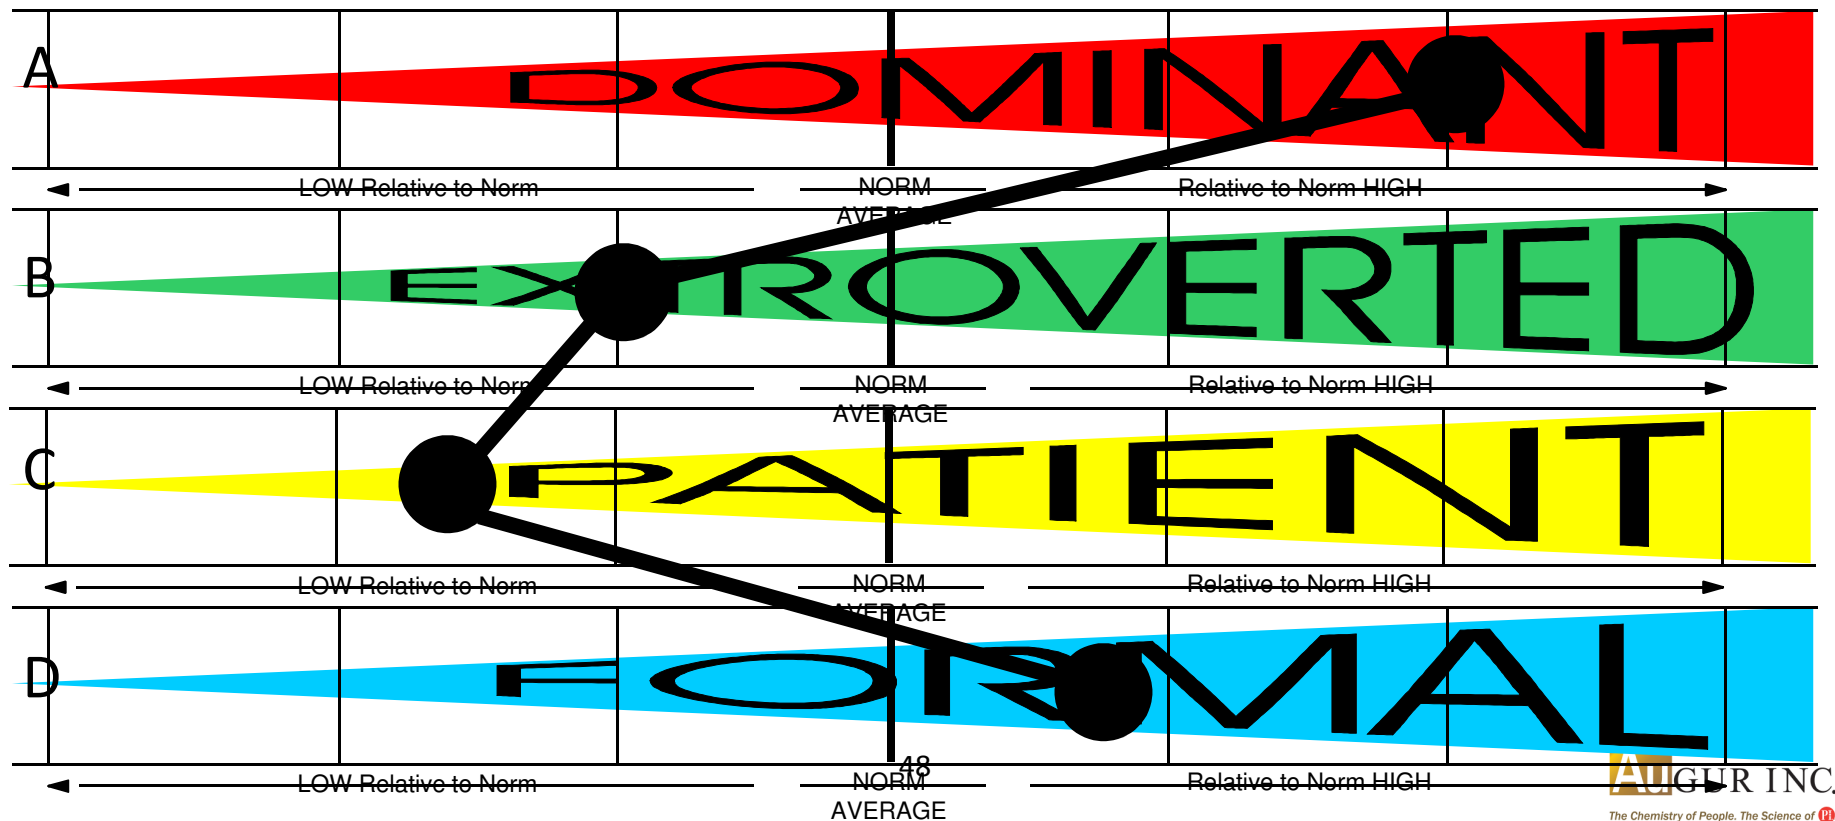 A DOMINANT
LOW Relative to Norm NORM AVERAGE Relative to Norm HIGH
B EXTROVERTED
LOW Relative to Norm NORM AVERAGE Relative to Norm HIGH
C PATIENT
LOW Relative to Norm NORM AVERAGE Relative to Norm HIGH
D FORMAL
48
LOW Relative to Norm NORM AVERAGE Relative to Norm HIGH
AUGUR INC.
The Chemistry of People. The Science of PI